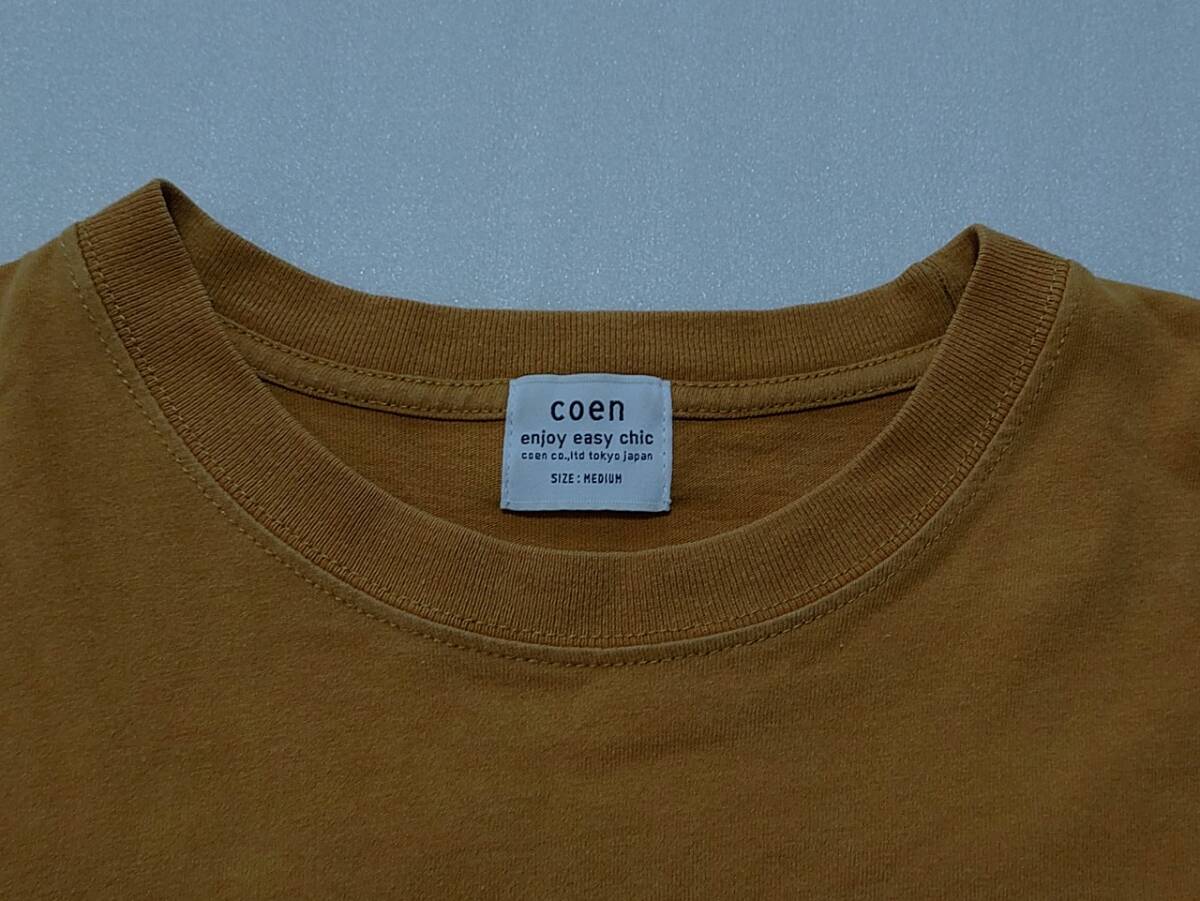 coen
enjoy easy chic
coen co.,ltd tokyo japan
SIZE : MEDIUM